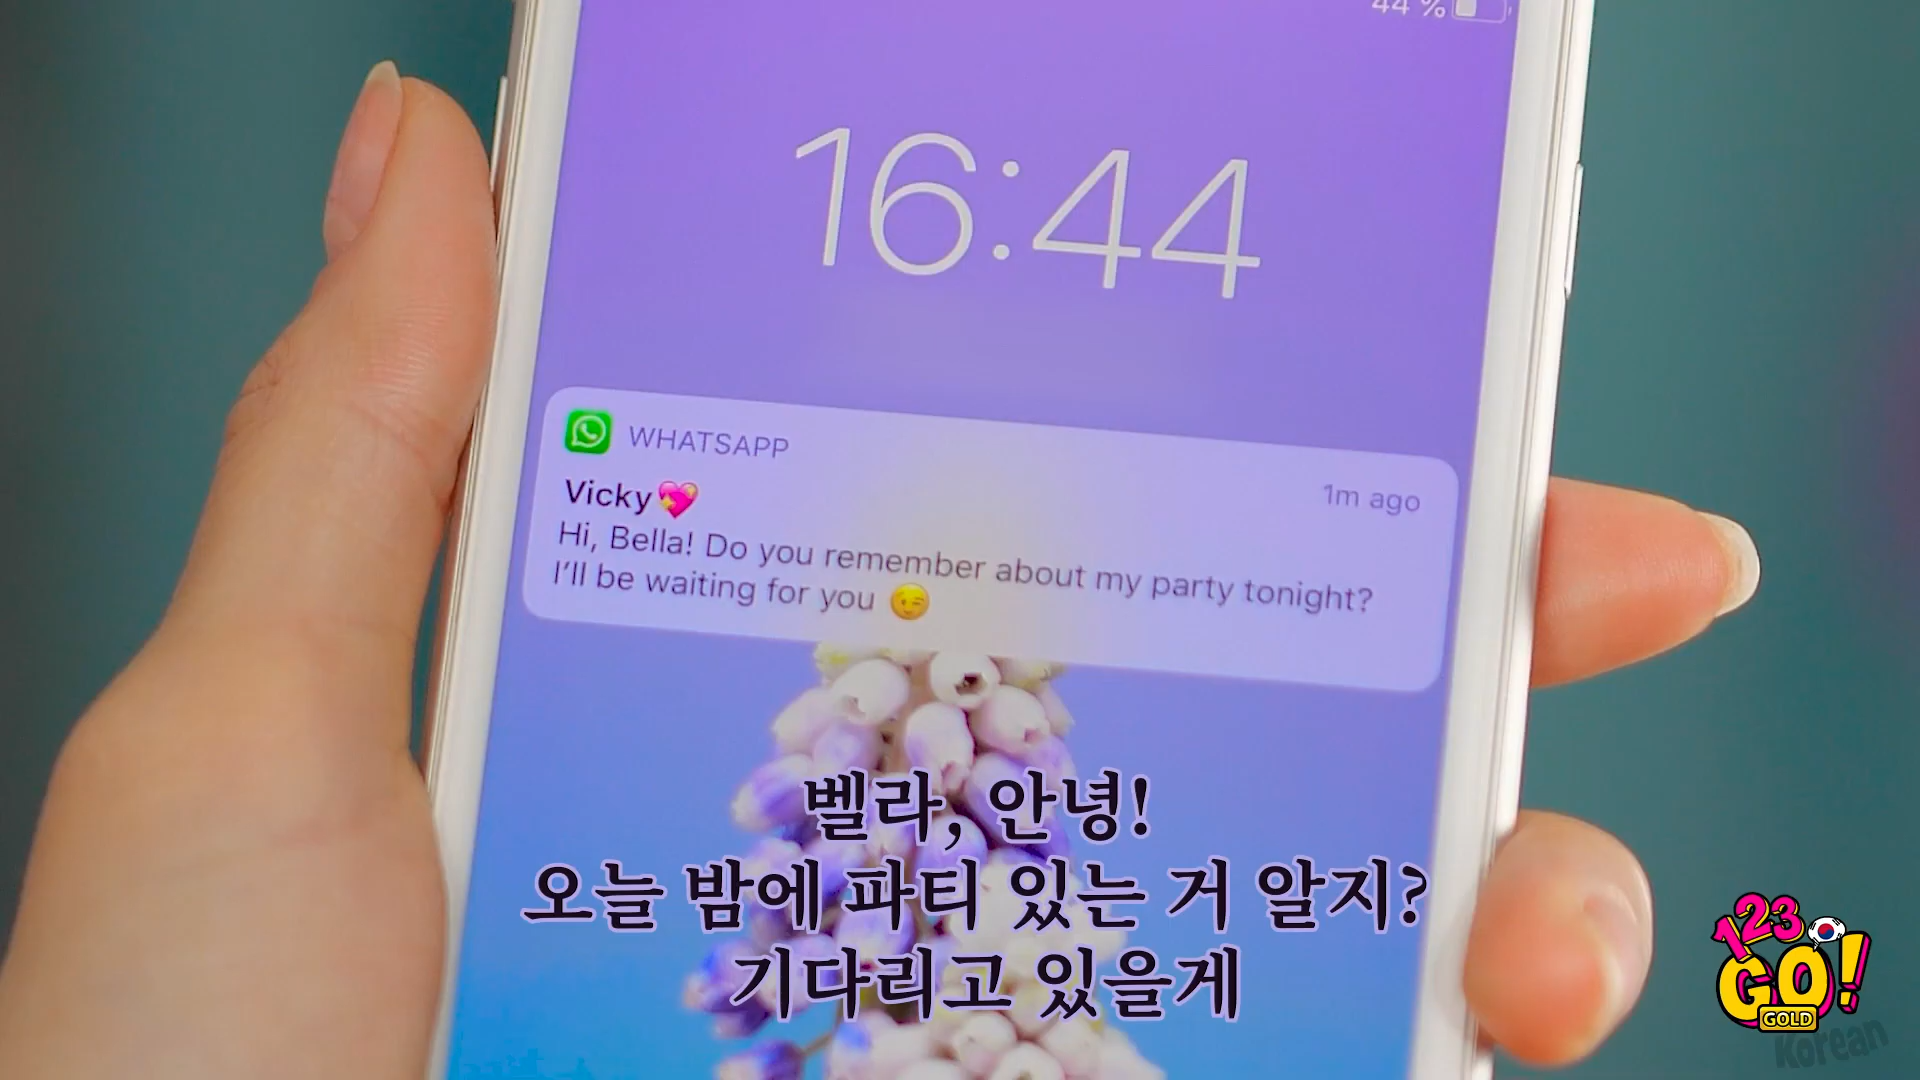 44 %
16:44
WHATSAPP
Vicky💖
1m ago
Hi, Bella! Do you remember about my party tonight?
I'll be waiting for you 😉
벨라, 안녕!
오늘 밤에 파티 있는 거 알지?
기다리고 있을게
123
GO!
GOLD
Korean